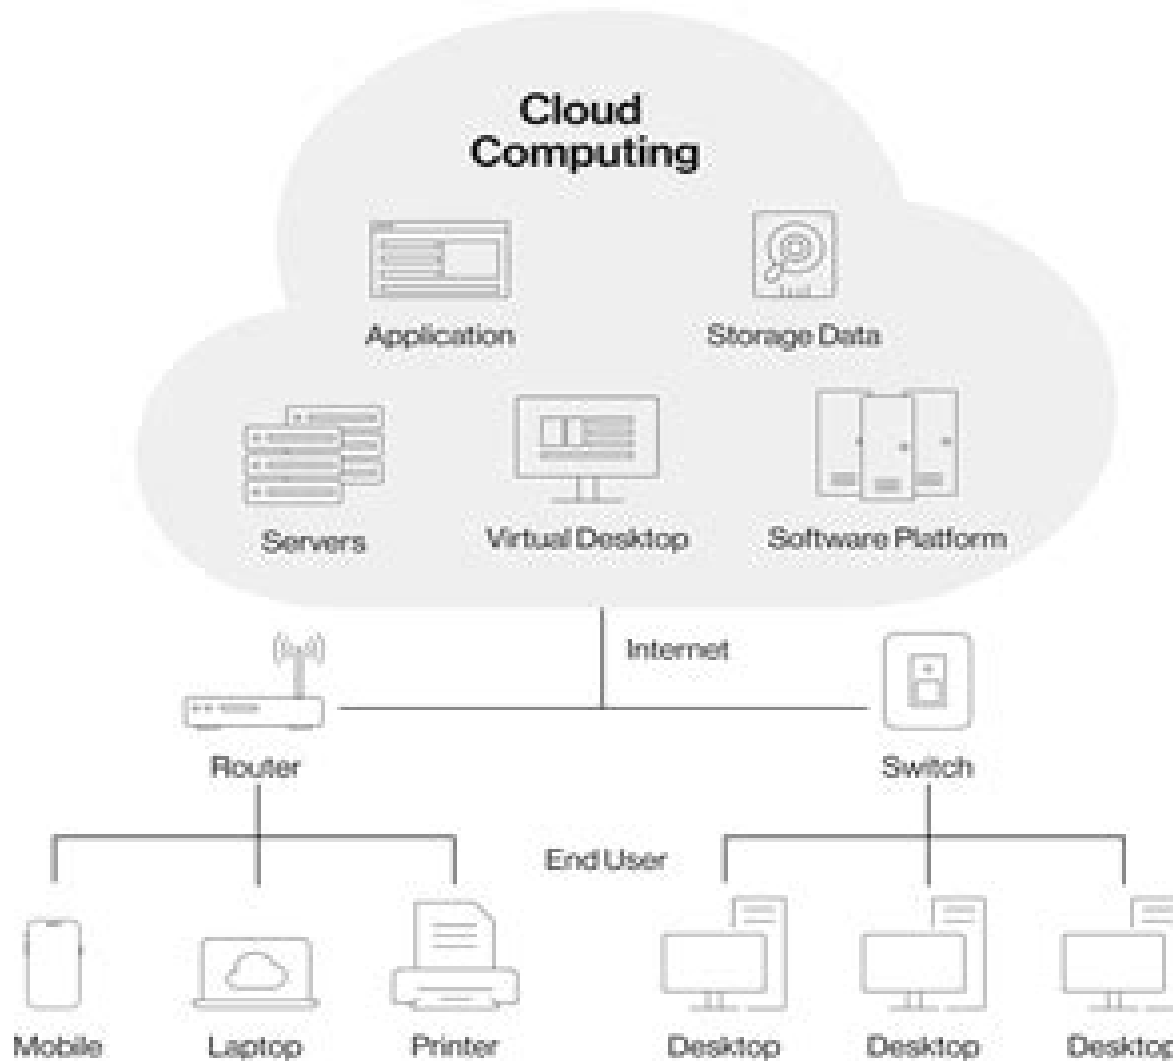 Cloud
Computing
Application
Storage Data
Servers
Virtual Desktop
Software Platform
Internet
Router
Switch
End User
Mobile
Laptop
Printer
Desktop
Desktop
Desktop